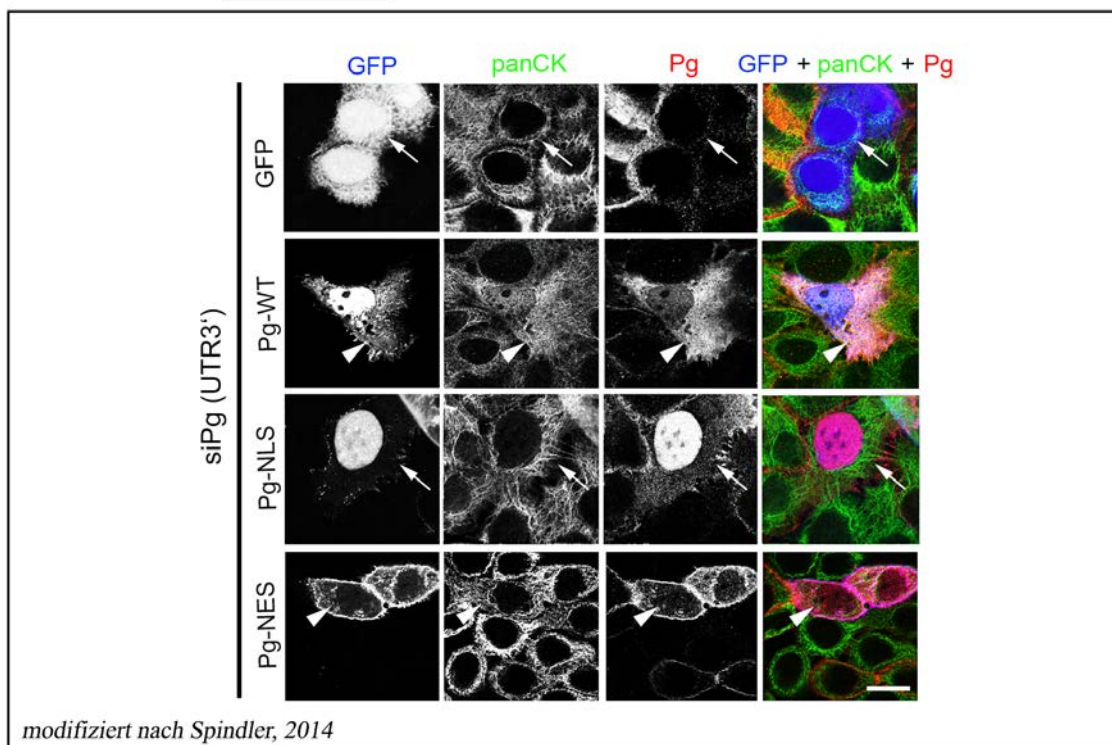 GFP panCK Pg GFP + panCK + Pg
GFP
Pg-WT
Pg-NLS
Pg-NES
siPg (UTR3‘)
modifiziert nach Spindler, 2014